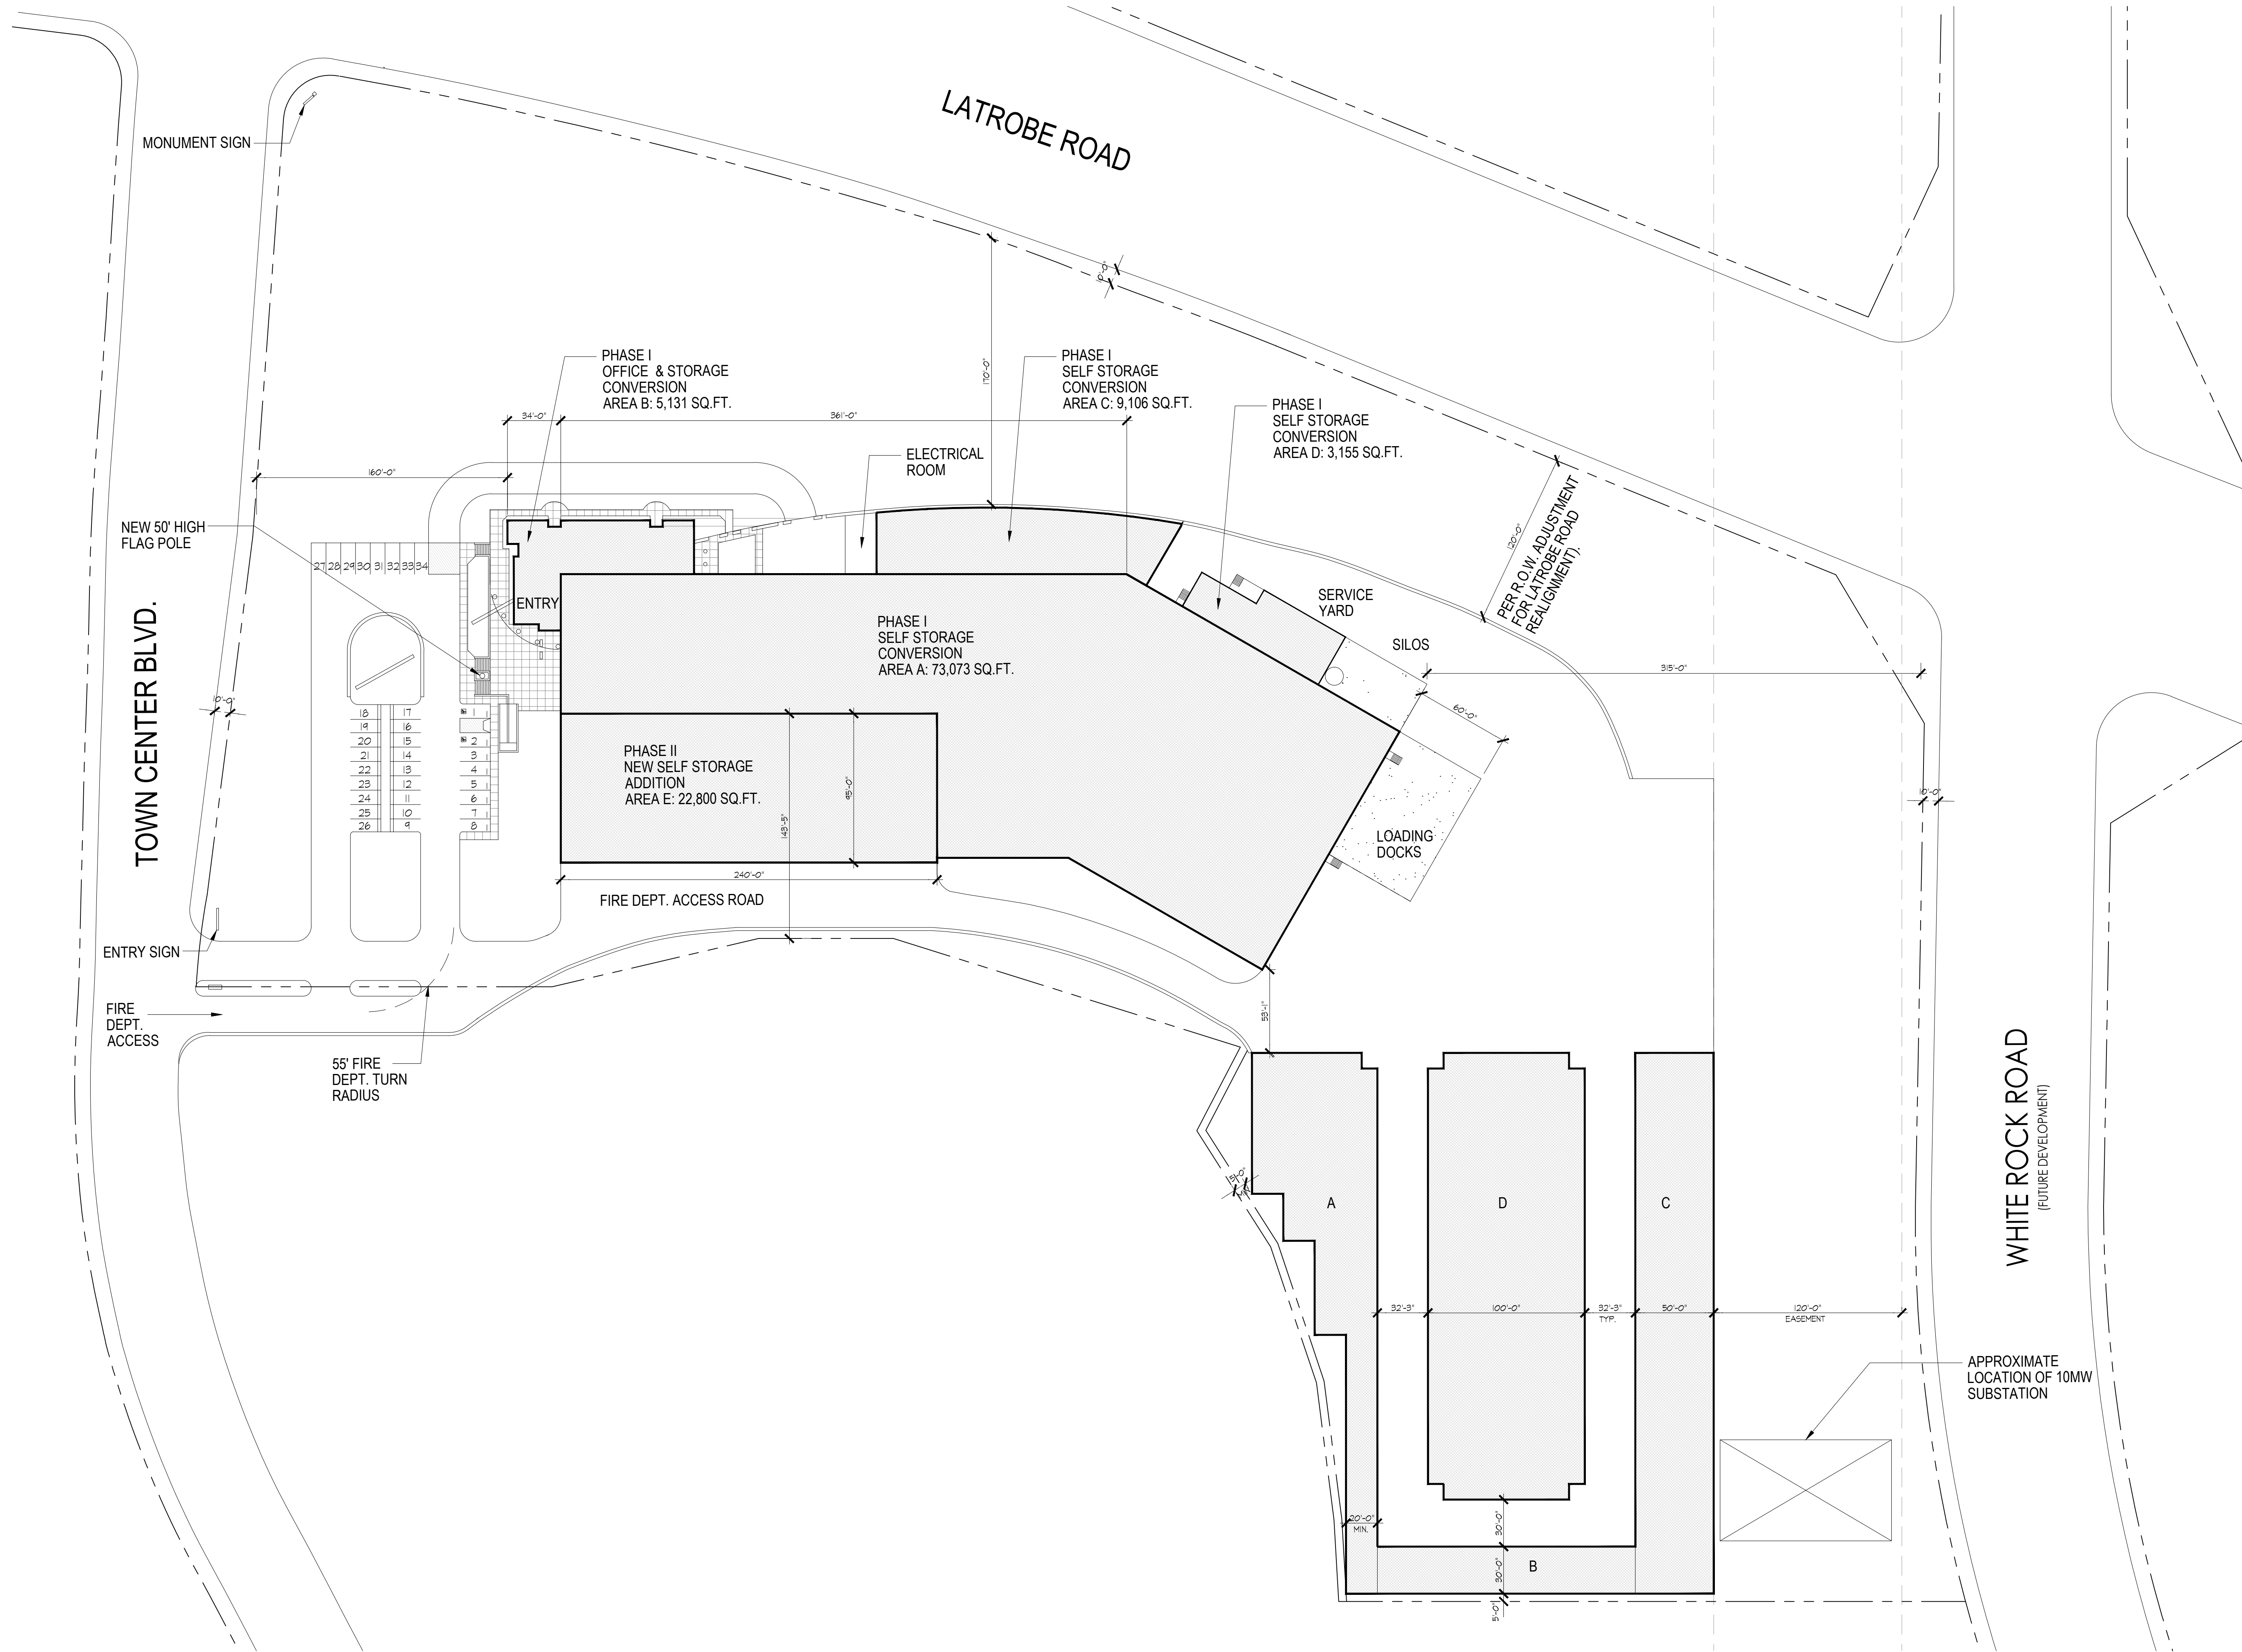 LATROBE ROAD
MONUMENT SIGN
PHASE I
OFFICE & STORAGE
CONVERSION
AREA B: 5,131 SQ.FT.
PHASE I
SELF STORAGE
CONVERSION
AREA C: 9,106 SQ.FT.
PHASE I
SELF STORAGE
CONVERSION
AREA D: 3,155 SQ.FT.
170'-0"
34'-0"
361'-0"
160'-0"
ELECTRICAL
ROOM
120'-0"
PER R.O.W. ADJUSTMENT
FOR LATROBE ROAD
REALIGNMENT).
NEW 50' HIGH
FLAG POLE
27 28 29 30 31 32 33 34
ENTRY
SERVICE
YARD
SILOS
315'-0"
60'-0"
PHASE I
SELF STORAGE
CONVERSION
AREA A: 73,073 SQ.FT.
TOWN CENTER BLVD.
18 17 1
19 16
20 15 2
21 14 3
22 13 4
23 12 5
24 11 6
25 10 7
26 9 8
PHASE II
NEW SELF STORAGE
ADDITION
AREA E: 22,800 SQ.FT.
95'-0"
143'-5"
240'-0"
10'-0"
LOADING
DOCKS
FIRE DEPT. ACCESS ROAD
ENTRY SIGN
FIRE
DEPT.
ACCESS
55' FIRE
DEPT. TURN
RADIUS
53'-1"
WHITE ROCK ROAD
(FUTURE DEVELOPMENT)
A
D
C
32'-3"
100'-0"
32'-3"
TYP.
50'-0"
120'-0"
EASEMENT
APPROXIMATE
LOCATION OF 10MW
SUBSTATION
20'-0"
MIN.
30'-0"
30'-0"
B
5'-0"